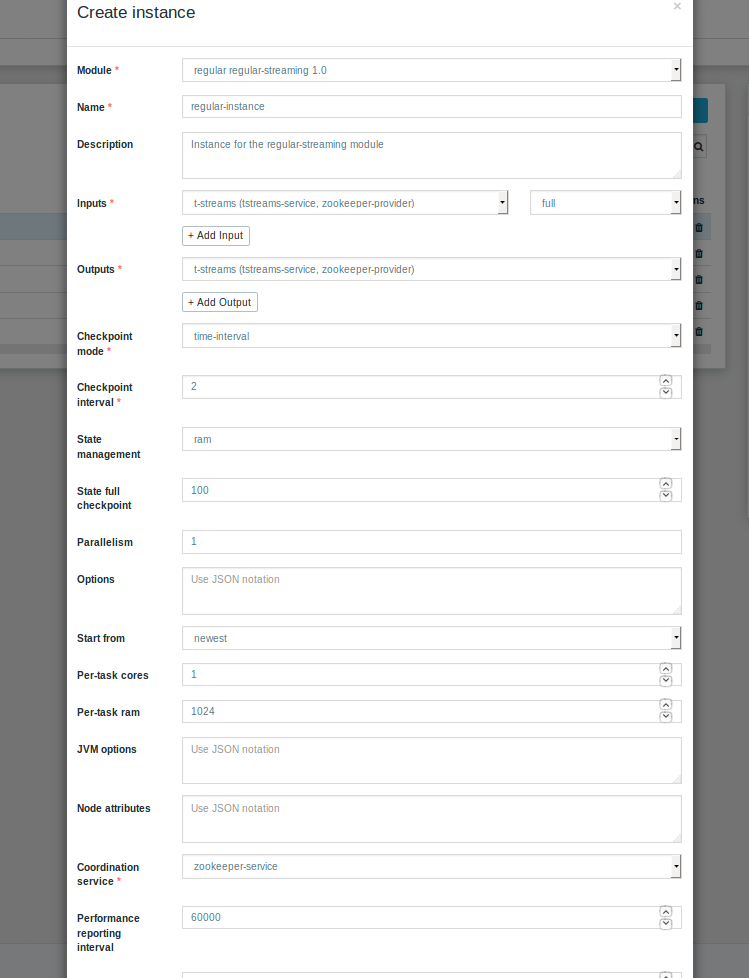 Create instance ×
Module * regular regular-streaming 1.0
Name * regular-instance
Description Instance for the regular-streaming module
Inputs * t-streams (tstreams-service, zookeeper-provider) full
ns
+ Add Input
Outputs * t-streams (tstreams-service, zookeeper-provider)
+ Add Output
Checkpoint
mode * time-interval
Checkpoint
interval * 2
State
management ram
State full
checkpoint 100
Parallelism 1
Options Use JSON notation
Start from newest
Per-task cores 1
Per-task ram 1024
JVM options Use JSON notation
Node attributes Use JSON notation
Coordination
service * zookeeper-service
Performance
reporting
interval 60000